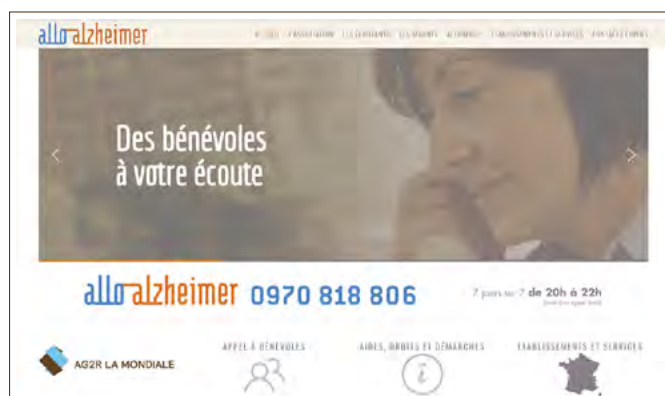 allo alzheimer
Des bénévoles
à votre écoute
allo alzheimer 0970 818 806 7 jours sur 7 de 20h à 22h
APPEL À BÉNÉVOLES AIDES, DROITS ET DÉMARCHES ETABLISSEMENTS ET SERVICES
AG2R LA MONDIALE